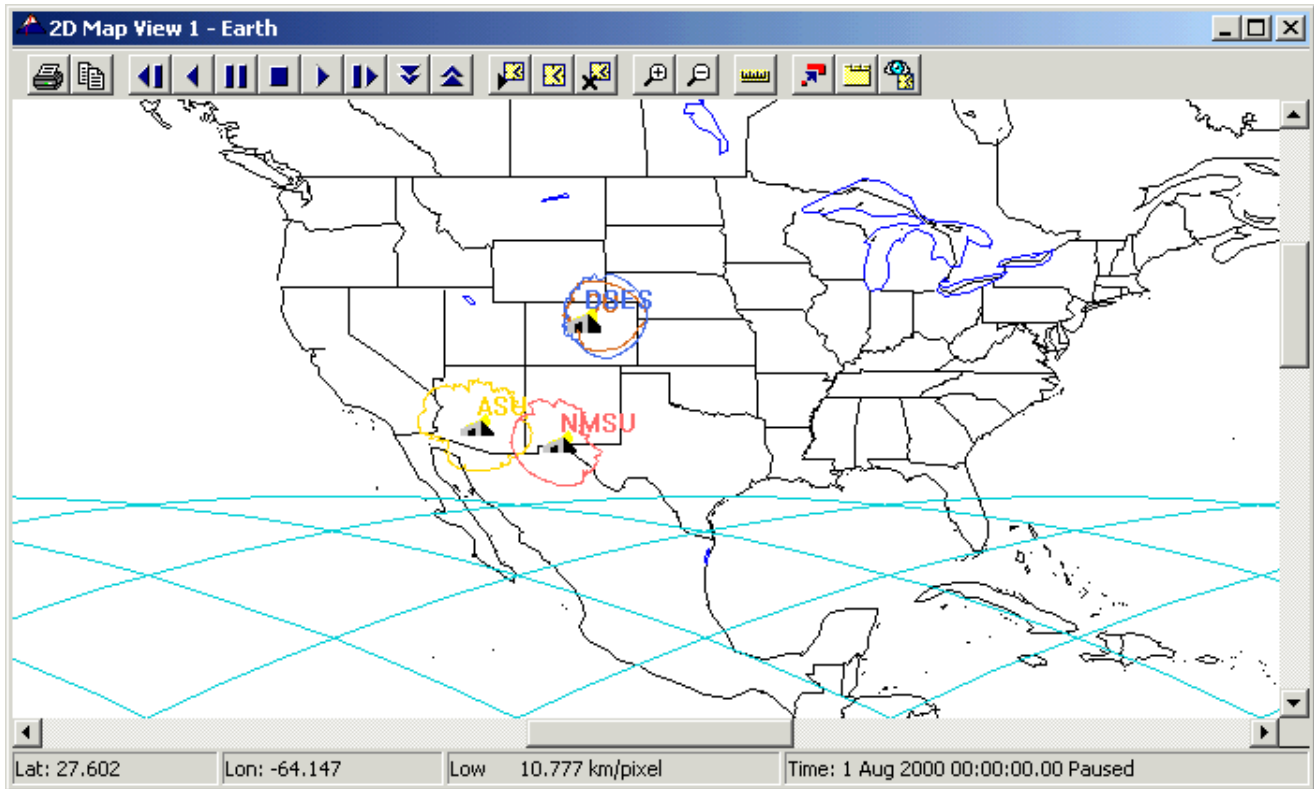 2D Map View 1 - Earth
ASU
NMSU
Lat: 27.602
Lon: -64.147
Low 10.777 km/pixel
Time: 1 Aug 2000 00:00:00.00 Paused